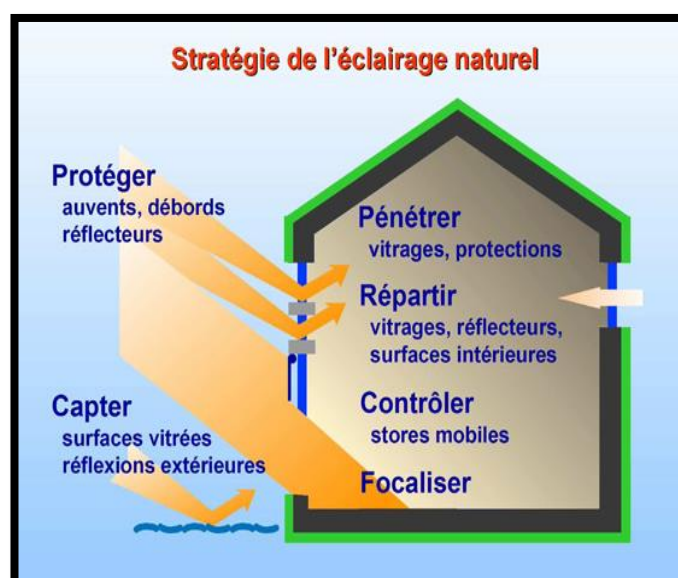 Stratégie de l'éclairage naturel
Protéger
auvents, débords
réflecteurs
Capter
surfaces vitrées
réflexions extérieures
Pénétrer
vitrages, protections
Répartir
vitrages, réflecteurs,
surfaces intérieures
Contrôler
stores mobiles
Focaliser